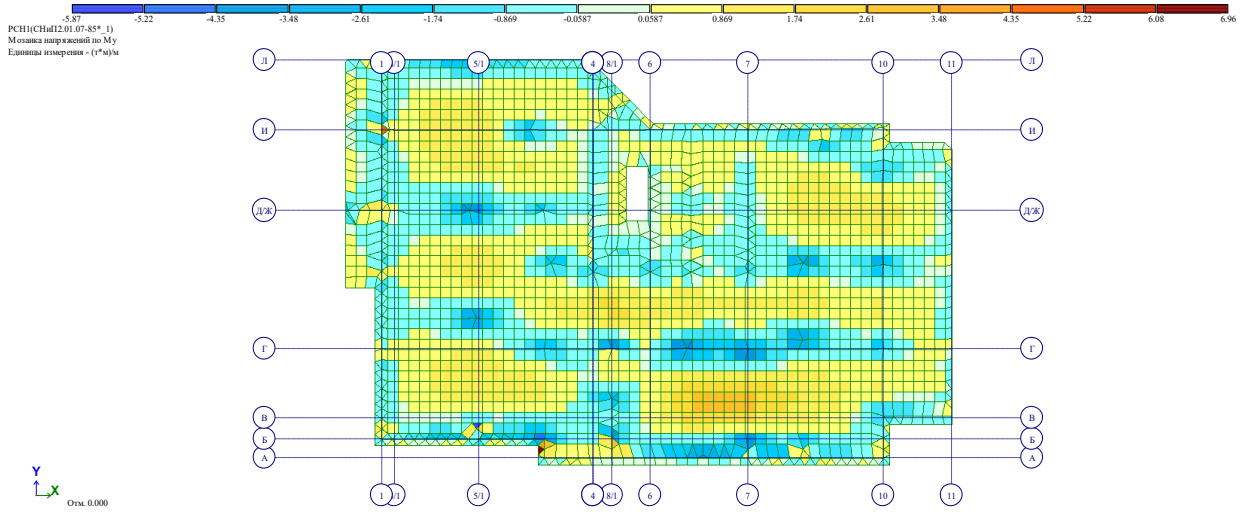 -5.87 -5.22 -4.35 -3.48 -2.61 -1.74 -0.869 -0.0587 0.0587 0.869 1.74 2.61 3.48 4.35 5.22 6.08 6.96
РСН1(СНиП2.01.07-85*_1)
Мозаика напряжений по My
Единицы измерения - (т*м)/м
Л 1 /1 5/1 4 8/1 6 7 10 11 Л
И И
Д/Ж Д/Ж
Г Г
В В
Б Б
А А
Y
X
1 /1 5/1 4 8/1 6 7 10 11
Отм. 0.000